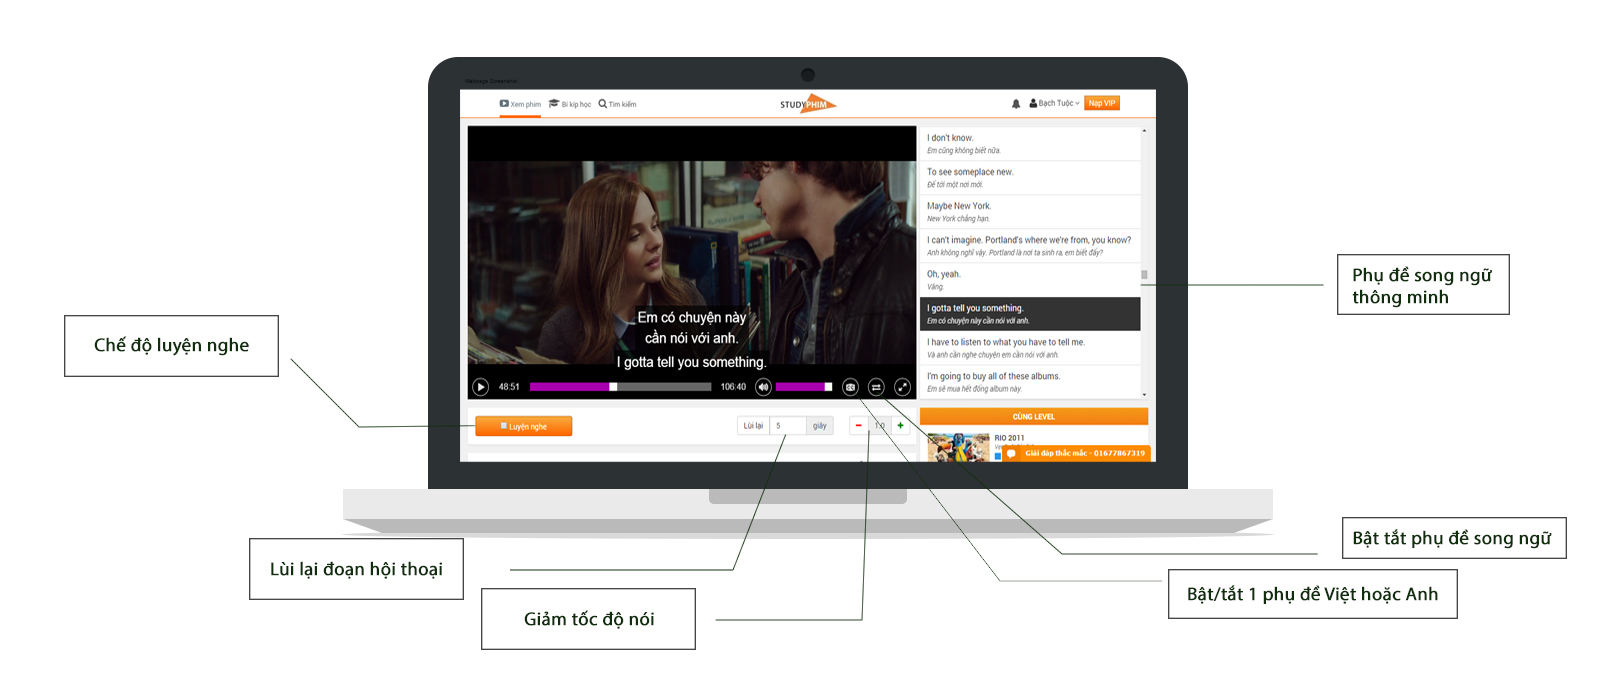 Xem phim
Bí kíp học
Tìm kiếm
STUDYPHIM
Bạch Tuộc
Nạp VIP
I don't know.
Em cũng không biết nữa.
To see someplace new.
Để tới một nơi mới.
Maybe New York.
New York chẳng hạn.
I can't imagine. Portland's where we're from, you know?
Anh không nghĩ vậy. Portland là nơi ta sinh ra, em biết đấy?
Oh, yeah.
Vâng.
I gotta tell you something.
Em có chuyện này cần nói với anh.
I have to listen to what you have to tell me.
Và anh cần nghe chuyện em cần nói với anh.
I'm going to buy all of these albums.
Em sẽ mua hết đống album này.
Em có chuyện này
cần nói với anh.
I gotta tell you something.
48:51
106:40
CC
Luyện nghe
Lùi lại
5
giây
1.0
CÙNG LEVEL
RIO 2011
Giải đáp thắc mắc - 01677867319
Chế độ luyện nghe
Phụ đề song ngữ
thông minh
Lùi lại đoạn hội thoại
Giảm tốc độ nói
Bật tắt phụ đề song ngữ
Bật/tắt 1 phụ đề Việt hoặc Anh